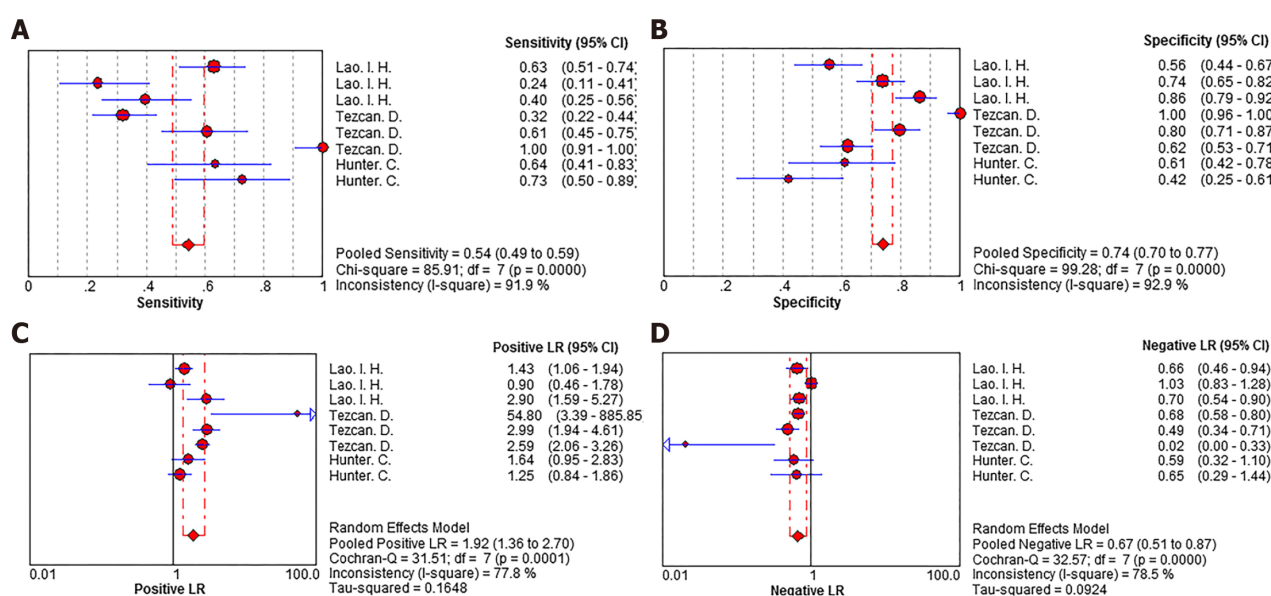 A
Sensitivity (95% CI)
Lao. I. H. 0.63 (0.51 - 0.74)
Lao. I. H. 0.24 (0.11 - 0.41)
Lao. I. H. 0.40 (0.25 - 0.56)
Tezcan. D. 0.32 (0.22 - 0.44)
Tezcan. D. 0.61 (0.45 - 0.75)
Tezcan. D. 1.00 (0.91 - 1.00)
Hunter. C. 0.64 (0.41 - 0.83)
Hunter. C. 0.73 (0.50 - 0.89)
Pooled Sensitivity = 0.54 (0.49 to 0.59)
Chi-square = 85.91; df = 7 (p = 0.0000)
Inconsistency (I-square) = 91.9 %
0 .2 .4 .6 .8 1
Sensitivity
B
Specificity (95% CI)
Lao. I. H. 0.56 (0.44 - 0.67
Lao. I. H. 0.74 (0.65 - 0.82
Lao. I. H. 0.86 (0.79 - 0.92
Tezcan. D. 1.00 (0.96 - 1.00
Tezcan. D. 0.80 (0.71 - 0.87
Tezcan. D. 0.62 (0.53 - 0.71
Hunter. C. 0.61 (0.42 - 0.78
Hunter. C. 0.42 (0.25 - 0.61
Pooled Specificity = 0.74 (0.70 to 0.77)
Chi-square = 99.28; df = 7 (p = 0.0000)
Inconsistency (I-square) = 92.9 %
0 .2 .4 .6 .8 1
Specificity
C
Positive LR (95% CI)
Lao. I. H. 1.43 (1.06 - 1.94)
Lao. I. H. 0.90 (0.46 - 1.78)
Lao. I. H. 2.90 (1.59 - 5.27)
Tezcan. D. 54.80 (3.39 - 885.85
Tezcan. D. 2.99 (1.94 - 4.61)
Tezcan. D. 2.59 (2.06 - 3.26)
Hunter. C. 1.64 (0.95 - 2.83)
Hunter. C. 1.25 (0.84 - 1.86)
Random Effects Model
Pooled Positive LR = 1.92 (1.36 to 2.70)
Cochran-Q = 31.51; df = 7 (p = 0.0001)
Inconsistency (I-square) = 77.8 %
Tau-squared = 0.1648
0.01 1 100.0
Positive LR
D
Negative LR (95% CI)
Lao. I. H. 0.66 (0.46 - 0.94)
Lao. I. H. 1.03 (0.83 - 1.28)
Lao. I. H. 0.70 (0.54 - 0.90)
Tezcan. D. 0.68 (0.58 - 0.80)
Tezcan. D. 0.49 (0.34 - 0.71)
Tezcan. D. 0.02 (0.00 - 0.33)
Hunter. C. 0.59 (0.32 - 1.10)
Hunter. C. 0.65 (0.29 - 1.44)
Random Effects Model
Pooled Negative LR = 0.67 (0.51 to 0.87)
Cochran-Q = 32.57; df = 7 (p = 0.0000)
Inconsistency (I-square) = 78.5 %
Tau-squared = 0.0924
0.01 1 100.0
Negative LR